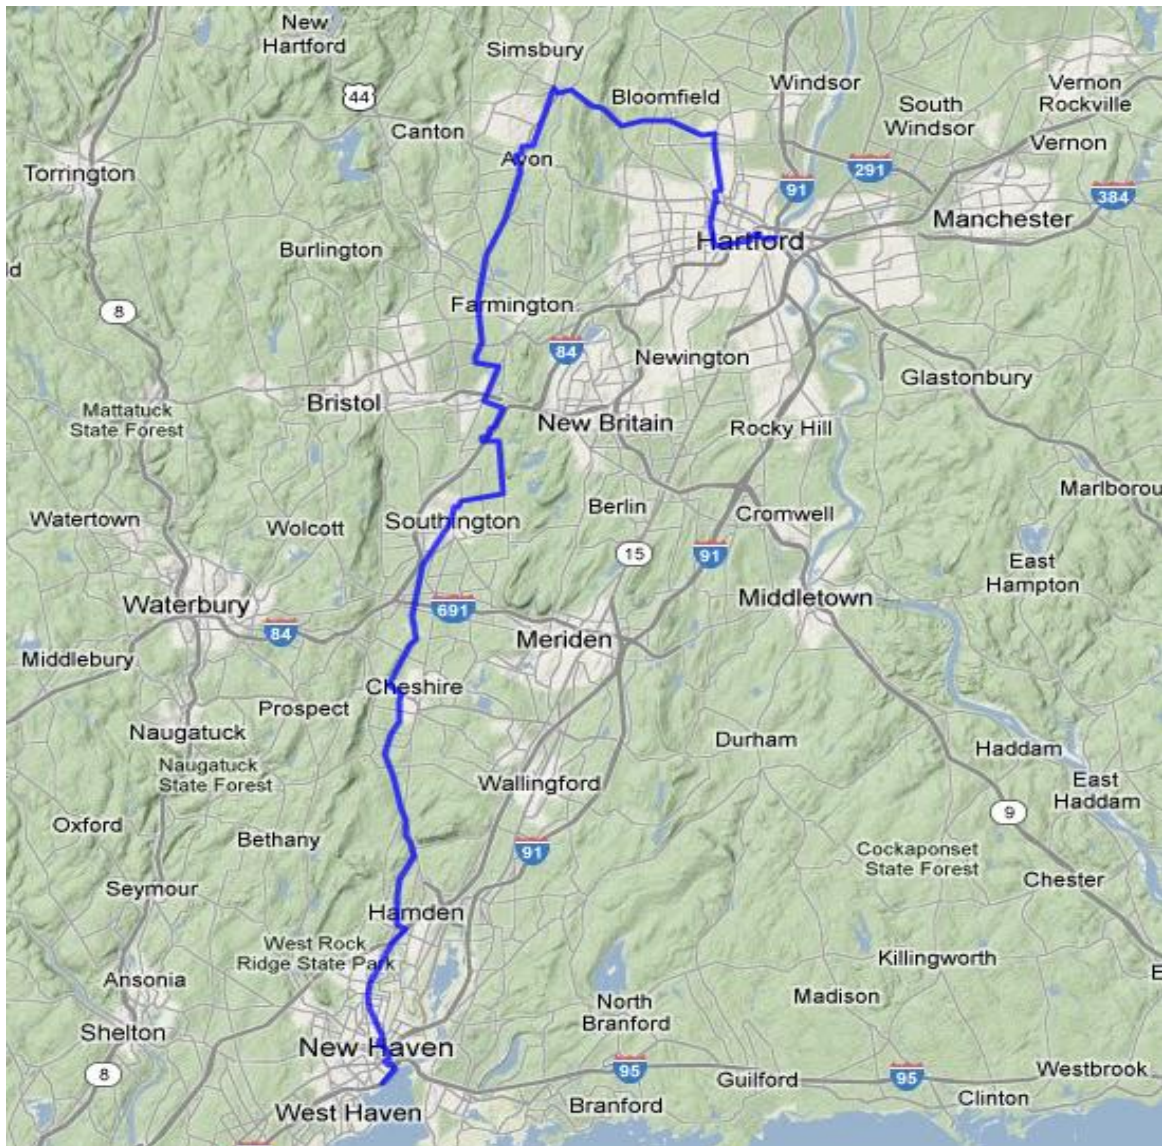 New
Hartford
Simsbury
44
Bloomfield
Windsor
Vernon
Rockville
South
Windsor
Canton
Vernon
Avon
Torrington
291
91
384
Manchester
Hartford
Burlington
ld
8
Farmington
84
Newington
Glastonbury
Bristol
Mattatuck
State Forest
New Britain
Rocky Hill
Marlborou
Watertown
Wolcott
Southington
Berlin
Cromwell
15
91
East
Hampton
Waterbury
691
Middletown
84
Meriden
Middlebury
Cheshire
Prospect
Naugatuck
Durham
Haddam
Naugatuck
State Forest
Wallingford
East
Haddam
9
Oxford
Bethany
91
Cockaponset
State Forest
Chester
Seymour
Hamden
West Rock
Ridge State Park
Killingworth
E
Ansonia
North
Branford
Madison
Shelton
New Haven
8
95
Guilford
95
Westbrook
Clinton
West Haven
Branford